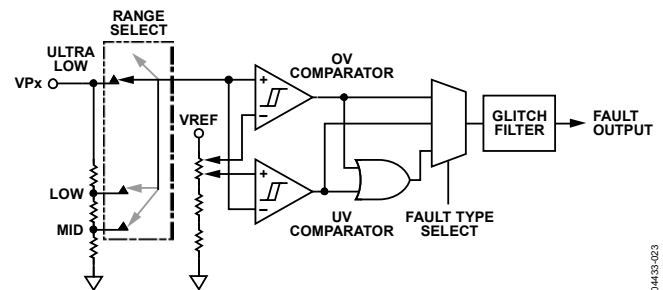 RANGE
SELECT
ULTRA
LOW
VPx
OV
COMPARATOR
VREF
+
−
+
−
GLITCH
FILTER
FAULT
OUTPUT
LOW
MID
UV
COMPARATOR
FAULT TYPE
SELECT
04433-023